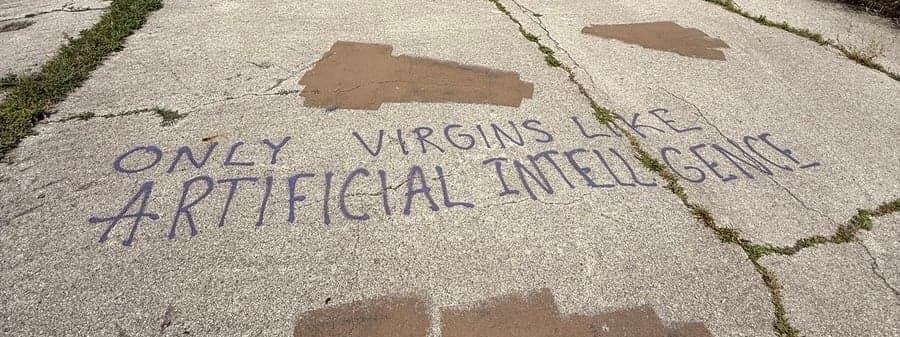 ONLY VIRGINS LIKE
ARTIFICIAL INTELLIGENCE